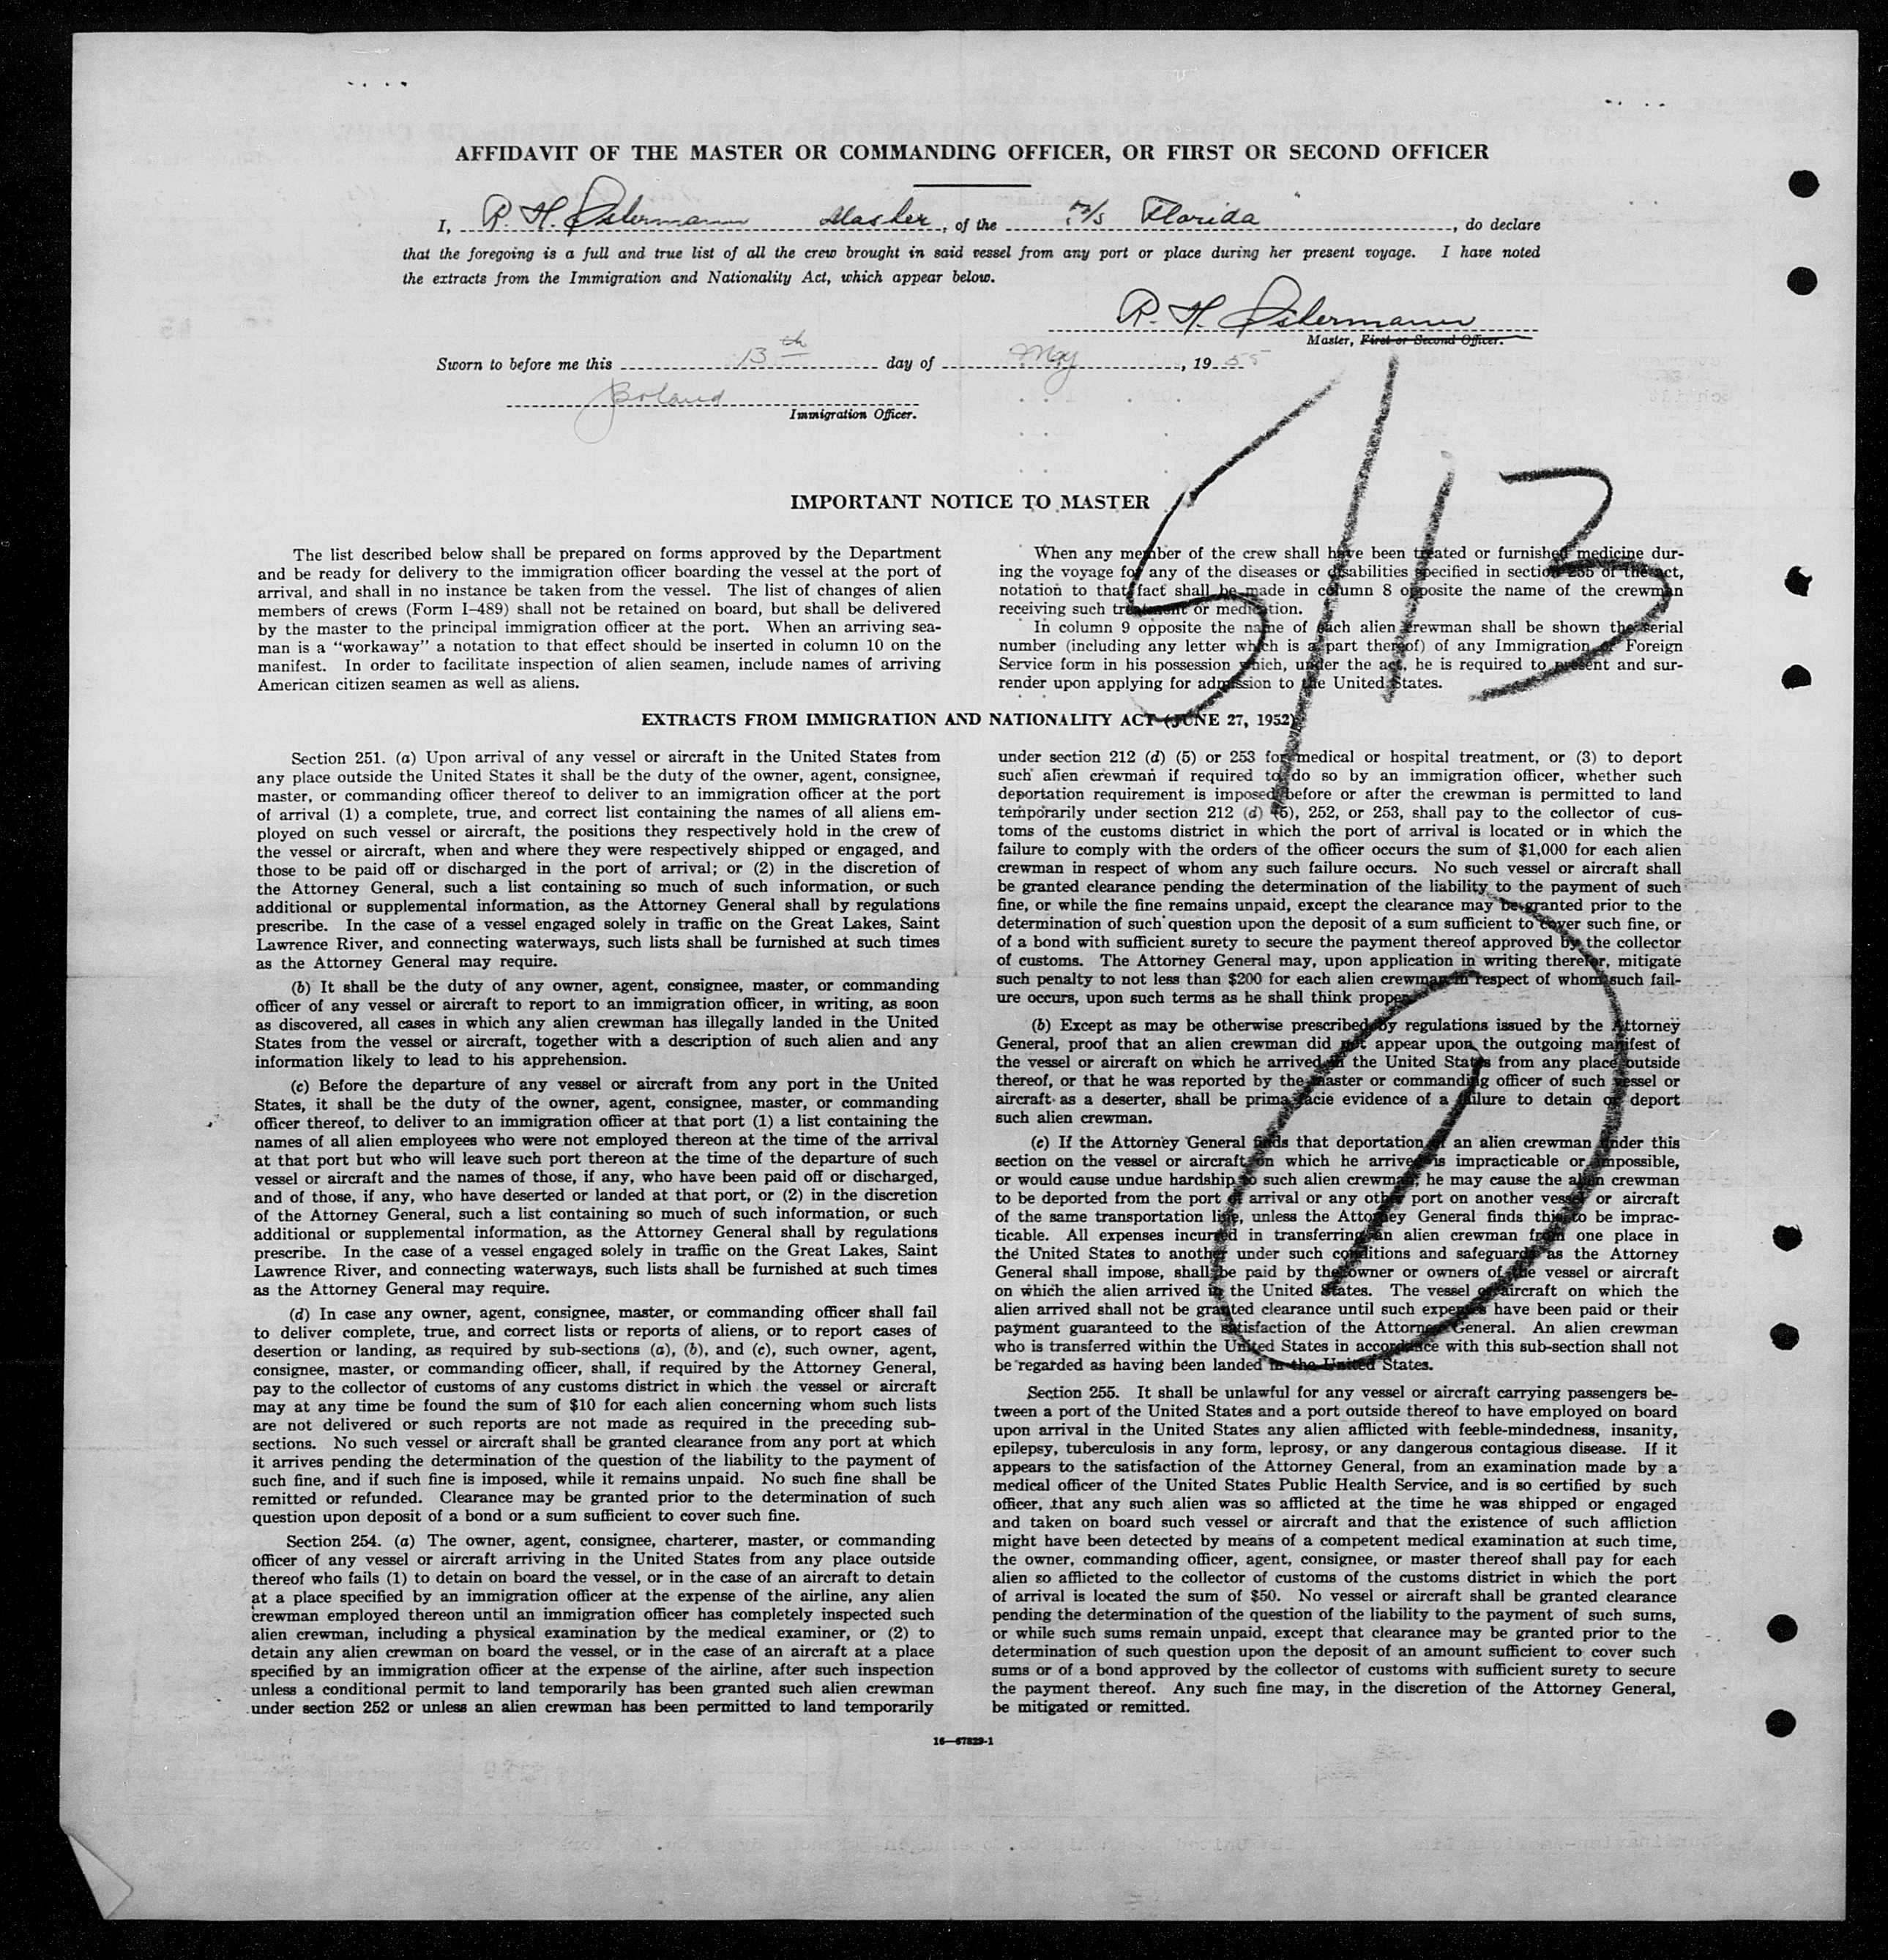 AFFIDAVIT OF THE MASTER OR COMMANDING OFFICER, OR FIRST OR SECOND OFFICER
I, R. H. Ostermann Master, of the M/S Florida, do declare
that the foregoing is a full and true list of all the crew brought in said vessel from any port or place during her present voyage. I have noted
the extracts from the Immigration and Nationality Act, which appear below.
R. H. Ostermann
Master, First or Second Officer.
Sworn to before me this 13th day of May, 1955
Boland
Immigration Officer.
5/13
IMPORTANT NOTICE TO MASTER
The list described below shall be prepared on forms approved by the Department
and be ready for delivery to the immigration officer boarding the vessel at the port of
arrival, and shall in no instance be taken from the vessel. The list of changes of alien
members of crews (Form I–489) shall not be retained on board, but shall be delivered
by the master to the principal immigration officer at the port. When an arriving sea-
man is a “workaway” a notation to that effect should be inserted in column 10 on the
manifest. In order to facilitate inspection of alien seamen, include names of arriving
American citizen seamen as well as aliens.
When any member of the crew shall have been treated or furnished medicine dur-
ing the voyage for any of the diseases or disabilities specified in section 255 of the act,
notation to that fact shall be made in column 8 opposite the name of the crewman
receiving such treatment or medication.
In column 9 opposite the name of each alien crewman shall be shown the serial
number (including any letter which is a part thereof) of any Immigration or Foreign
Service form in his possession which, under the act, he is required to present and sur-
render upon applying for admission to the United States.
EXTRACTS FROM IMMIGRATION AND NATIONALITY ACT (JUNE 27, 1952)
Section 251. (a) Upon arrival of any vessel or aircraft in the United States from
any place outside the United States it shall be the duty of the owner, agent, consignee,
master, or commanding officer thereof to deliver to an immigration officer at the port
of arrival (1) a complete, true, and correct list containing the names of all aliens em-
ployed on such vessel or aircraft, the positions they respectively hold in the crew of
the vessel or aircraft, when and where they were respectively shipped or engaged, and
those to be paid off or discharged in the port of arrival; or (2) in the discretion of
the Attorney General, such a list containing so much of such information, or such
additional or supplemental information, as the Attorney General shall by regulations
prescribe. In the case of a vessel engaged solely in traffic on the Great Lakes, Saint
Lawrence River, and connecting waterways, such lists shall be furnished at such times
as the Attorney General may require.
(b) It shall be the duty of any owner, agent, consignee, master, or commanding
officer of any vessel or aircraft to report to an immigration officer, in writing, as soon
as discovered, all cases in which any alien crewman has illegally landed in the United
States from the vessel or aircraft, together with a description of such alien and any
information likely to lead to his apprehension.
(c) Before the departure of any vessel or aircraft from any port in the United
States, it shall be the duty of the owner, agent, consignee, master, or commanding
officer thereof, to deliver to an immigration officer at that port (1) a list containing the
names of all alien employees who were not employed thereon at the time of the arrival
at that port but who will leave such port thereon at the time of the departure of such
vessel or aircraft and the names of those, if any, who have been paid off or discharged,
and of those, if any, who have deserted or landed at that port, or (2) in the discretion
of the Attorney General, such a list containing so much of such information, or such
additional or supplemental information, as the Attorney General shall by regulations
prescribe. In the case of a vessel engaged solely in traffic on the Great Lakes, Saint
Lawrence River, and connecting waterways, such lists shall be furnished at such times
as the Attorney General may require.
(d) In case any owner, agent, consignee, master, or commanding officer shall fail
to deliver complete, true, and correct lists or reports of aliens, or to report cases of
desertion or landing, as required by sub-sections (a), (b), and (c), such owner, agent,
consignee, master, or commanding officer, shall, if required by the Attorney General,
pay to the collector of customs of any customs district in which the vessel or aircraft
may at any time be found the sum of $10 for each alien concerning whom such lists
are not delivered or such reports are not made as required in the preceding sub-
sections. No such vessel or aircraft shall be granted clearance from any port at which
it arrives pending the determination of the question of the liability to the payment of
such fine, and if such fine is imposed, while it remains unpaid. No such fine shall be
remitted or refunded. Clearance may be granted prior to the determination of such
question upon deposit of a bond or a sum sufficient to cover such fine.
Section 254. (a) The owner, agent, consignee, charterer, master, or commanding
officer of any vessel or aircraft arriving in the United States from any place outside
thereof who fails (1) to detain on board the vessel, or in the case of an aircraft to detain
at a place specified by an immigration officer at the expense of the airline, any alien
crewman employed thereon until an immigration officer has completely inspected such
alien crewman, including a physical examination by the medical examiner, or (2) to
detain any alien crewman on board the vessel, or in the case of an aircraft at a place
specified by an immigration officer at the expense of the airline, after such inspection
unless a conditional permit to land temporarily has been granted such alien crewman
under section 252 or unless an alien crewman has been permitted to land temporarily
under section 212 (d) (5) or 253 for medical or hospital treatment, or (3) to deport
such alien crewman if required to do so by an immigration officer, whether such
deportation requirement is imposed before or after the crewman is permitted to land
temporarily under section 212 (d) (5), 252, or 253, shall pay to the collector of cus-
toms of the customs district in which the port of arrival is located or in which the
failure to comply with the orders of the officer occurs the sum of $1,000 for each alien
crewman in respect of whom any such failure occurs. No such vessel or aircraft shall
be granted clearance pending the determination of the liability to the payment of such
fine, or while the fine remains unpaid, except the clearance may be granted prior to the
determination of such question upon the deposit of a sum sufficient to cover such fine, or
of a bond with sufficient surety to secure the payment thereof approved by the collector
of customs. The Attorney General may, upon application in writing therefor, mitigate
such penalty to not less than $200 for each alien crewman in respect of whom such fail-
ure occurs, upon such terms as he shall think proper.
(b) Except as may be otherwise prescribed by regulations issued by the Attorney
General, proof that an alien crewman did not appear upon the outgoing manifest of
the vessel or aircraft on which he arrived in the United States from any place outside
thereof, or that he was reported by the master or commanding officer of such vessel or
aircraft as a deserter, shall be prima facie evidence of a failure to detain or deport
such alien crewman.
(c) If the Attorney General finds that deportation of an alien crewman under this
section on the vessel or aircraft on which he arrived is impracticable or impossible,
or would cause undue hardship to such alien crewman, he may cause the alien crewman
to be deported from the port of arrival or any other port on another vessel or aircraft
of the same transportation line, unless the Attorney General finds this to be imprac-
ticable. All expenses incurred in transferring an alien crewman from one place in
the United States to another under such conditions and safeguards as the Attorney
General shall impose, shall be paid by the owner or owners of the vessel or aircraft
on which the alien arrived in the United States. The vessel or aircraft on which the
alien arrived shall not be granted clearance until such expenses have been paid or their
payment guaranteed to the satisfaction of the Attorney General. An alien crewman
who is transferred within the United States in accordance with this sub-section shall not
be regarded as having been landed in the United States.
Section 255. It shall be unlawful for any vessel or aircraft carrying passengers be-
tween a port of the United States and a port outside thereof to have employed on board
upon arrival in the United States any alien afflicted with feeble-mindedness, insanity,
epilepsy, tuberculosis in any form, leprosy, or any dangerous contagious disease. If it
appears to the satisfaction of the Attorney General, from an examination made by a
medical officer of the United States Public Health Service, and is so certified by such
officer, that any such alien was so afflicted at the time he was shipped or engaged
and taken on board such vessel or aircraft and that the existence of such affliction
might have been detected by means of a competent medical examination at such time,
the owner, commanding officer, agent, consignee, or master thereof shall pay for each
alien so afflicted to the collector of customs of the customs district in which the port
of arrival is located the sum of $50. No vessel or aircraft shall be granted clearance
pending the determination of the question of the liability to the payment of such sums,
or while such sums remain unpaid, except that clearance may be granted prior to the
determination of such question upon the deposit of an amount sufficient to cover such
sums or of a bond approved by the collector of customs with sufficient surety to secure
the payment thereof. Any such fine may, in the discretion of the Attorney General,
be mitigated or remitted.
1
16—67829-1